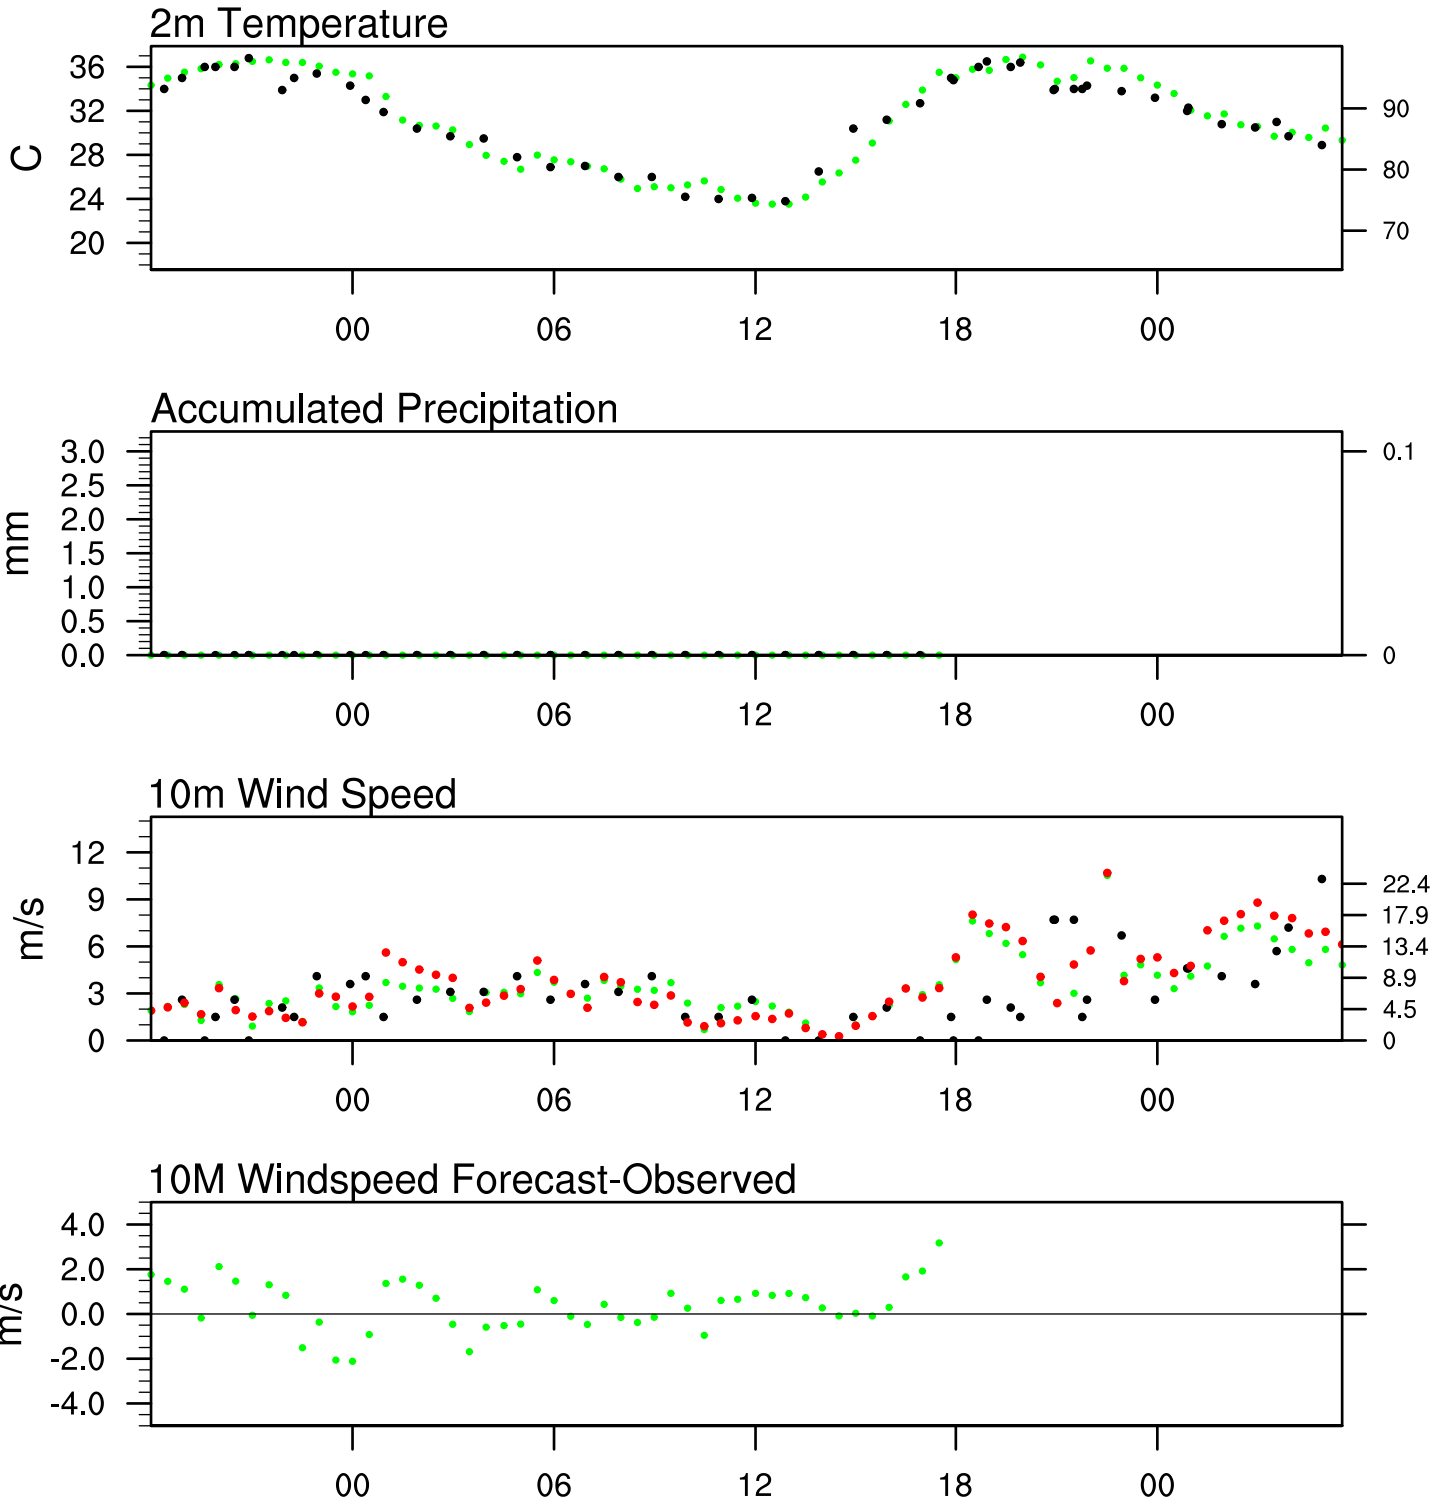 2m Temperature
36
32
28
24
20
C
90
80
70
00 06 12 18 00
Accumulated Precipitation
3.0
2.5
2.0
1.5
1.0
0.5
0.0
mm
0.1
0
00 06 12 18 00
10m Wind Speed
12
9
6
3
0
m/s
22.4
17.9
13.4
8.9
4.5
0
00 06 12 18 00
10M Windspeed Forecast-Observed
4.0
2.0
0.0
-2.0
-4.0
m/s
00 06 12 18 00